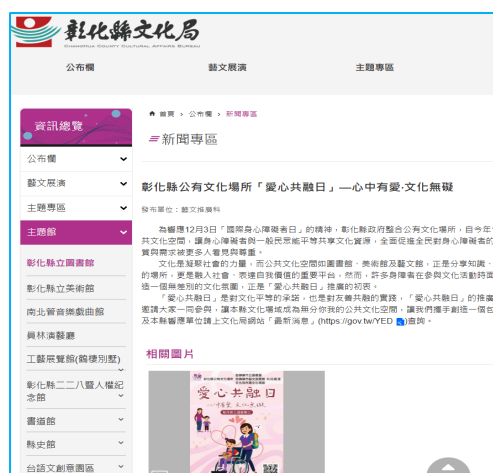 彰化縣文化局
CHANGHUA COUNTY CULTURAL AFFAIRS BUREAU
公布欄
藝文展演
主題專區
資訊總覽
公布欄
藝文展演
主題專區
主題館
彰化縣立圖書館
彰化縣立美術館
南北管音樂戲曲館
員林演藝廳
工藝展覽館(鶴棲別墅)
彰化縣二二八暨人權紀
念館
書道館
縣史館
台語文創意園區
首頁 › 公布欄 › 新聞專區
新聞專區
彰化縣公有文化場所「愛心共融日」—心中有愛‧文化無礙
發布單位：藝文推廣科
為響應12月3日「國際身心障礙者日」的精神，彰化縣政府整合公有文化場所，自今年
共文化空間，讓身心障礙者與一般民眾能平等共享文化資源，全面促進全民對身心障礙者的
質與需求被更多人看見與尊重。
文化是凝聚社會的力量，而公共文化空間如圖書館、美術館及藝文館，正是分享知識、
的場所，更是融入社會、表達自我價值的重要平台，然而，許多身障者在參與文化活動時面
造一個無差別的文化氛圍，正是「愛心共融日」推廣的初衷。
「愛心共融日」是對文化平等的承諾，也是對友善共融的實踐，「愛心共融日」的推廣
邀請大家一同參與，讓本縣文化場域成為無分你我的公共文化空間，讓我們攜手創造一個包
及本縣響應單位請上文化局網站「最新消息」(https://gov.tw/YED )查詢。
相關圖片
愛心共融日